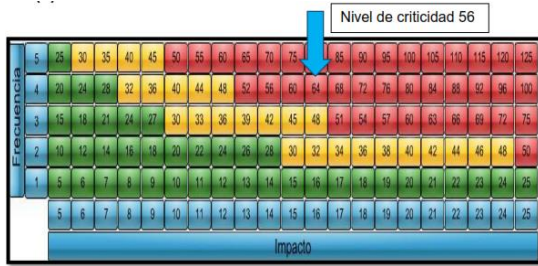 Nivel de criticidad 56
5 25 30 35 40 45 50 55 60 65 70 75 85 90 95 100 105 110 115 120 125
4 20 24 28 32 36 40 44 48 52 56 60 64 68 72 76 80 84 88 92 96 100
Frecuencia
3 15 18 21 24 27 30 33 36 39 42 45 48 51 54 57 60 63 66 69 72 75
2 10 12 14 16 18 20 22 24 26 28 30 32 34 36 38 40 42 44 46 48 50
1 5 6 7 8 9 10 11 12 13 14 15 16 17 18 19 20 21 22 23 24 25
5 6 7 8 9 10 11 12 13 14 15 16 17 18 19 20 21 22 23 24 25
Impacto